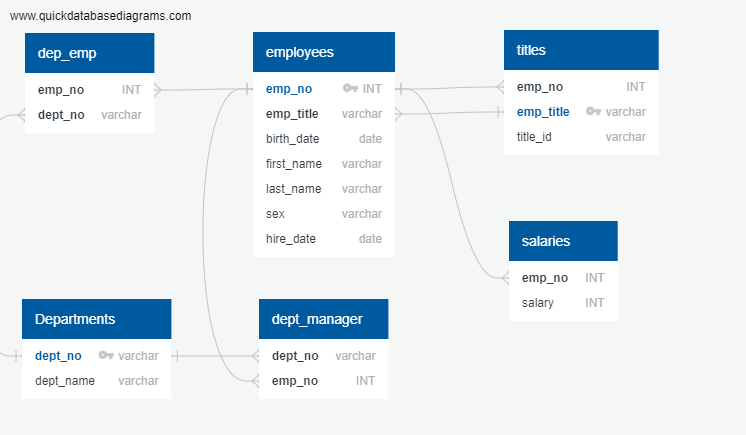 www.quickdatabasediagrams.com
dep_emp
emp_no INT
dept_no varchar
employees
emp_no INT
emp_title varchar
birth_date date
first_name varchar
last_name varchar
sex varchar
hire_date date
titles
emp_no INT
emp_title varchar
title_id varchar
salaries
emp_no INT
salary INT
Departments
dept_no varchar
dept_name varchar
dept_manager
dept_no varchar
emp_no INT